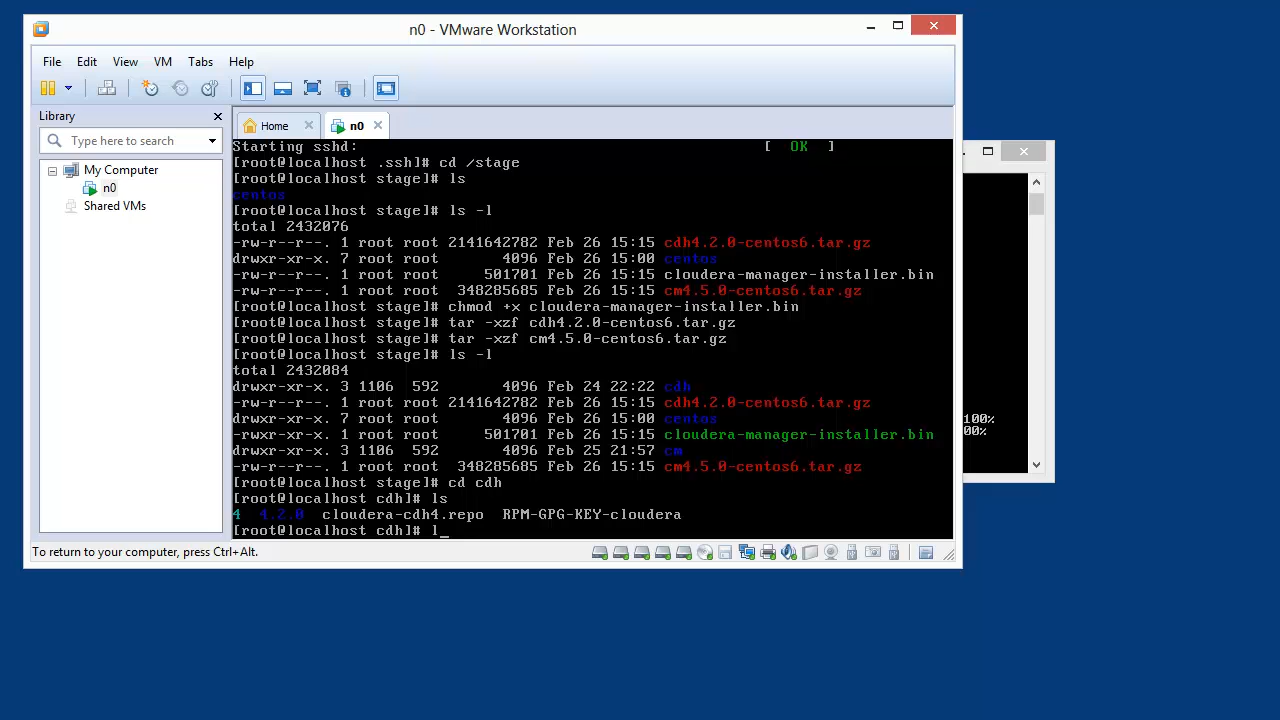 n0 - VMware Workstation
File Edit View VM Tabs Help
Library
Type here to search
My Computer
n0
Shared VMs
Home
n0
Starting sshd: [ OK ]
[root@localhost .ssh]# cd /stage
[root@localhost stage]# ls
centos
[root@localhost stage]# ls -l
total 2432076
-rw-r--r--. 1 root root 2141642782 Feb 26 15:15 cdh4.2.0-centos6.tar.gz
drwxr-xr-x. 7 root root 4096 Feb 26 15:00 centos
-rw-r--r--. 1 root root 501701 Feb 26 15:15 cloudera-manager-installer.bin
-rw-r--r--. 1 root root 348285685 Feb 26 15:15 cm4.5.0-centos6.tar.gz
[root@localhost stage]# chmod +x cloudera-manager-installer.bin
[root@localhost stage]# tar -xzf cdh4.2.0-centos6.tar.gz
[root@localhost stage]# tar -xzf cm4.5.0-centos6.tar.gz
[root@localhost stage]# ls -l
total 2432084
drwxr-xr-x. 3 1106 592 4096 Feb 24 22:22 cdh
-rw-r--r--. 1 root root 2141642782 Feb 26 15:15 cdh4.2.0-centos6.tar.gz
drwxr-xr-x. 7 root root 4096 Feb 26 15:00 centos
-rwxr-xr-x. 1 root root 501701 Feb 26 15:15 cloudera-manager-installer.bin
drwxr-xr-x. 3 1106 592 4096 Feb 25 21:57 cm
-rw-r--r--. 1 root root 348285685 Feb 26 15:15 cm4.5.0-centos6.tar.gz
[root@localhost stage]# cd cdh
[root@localhost cdh]# ls
4 4.2.0 cloudera-cdh4.repo RPM-GPG-KEY-cloudera
[root@localhost cdh]# l_
100%
00%
To return to your computer, press Ctrl+Alt.